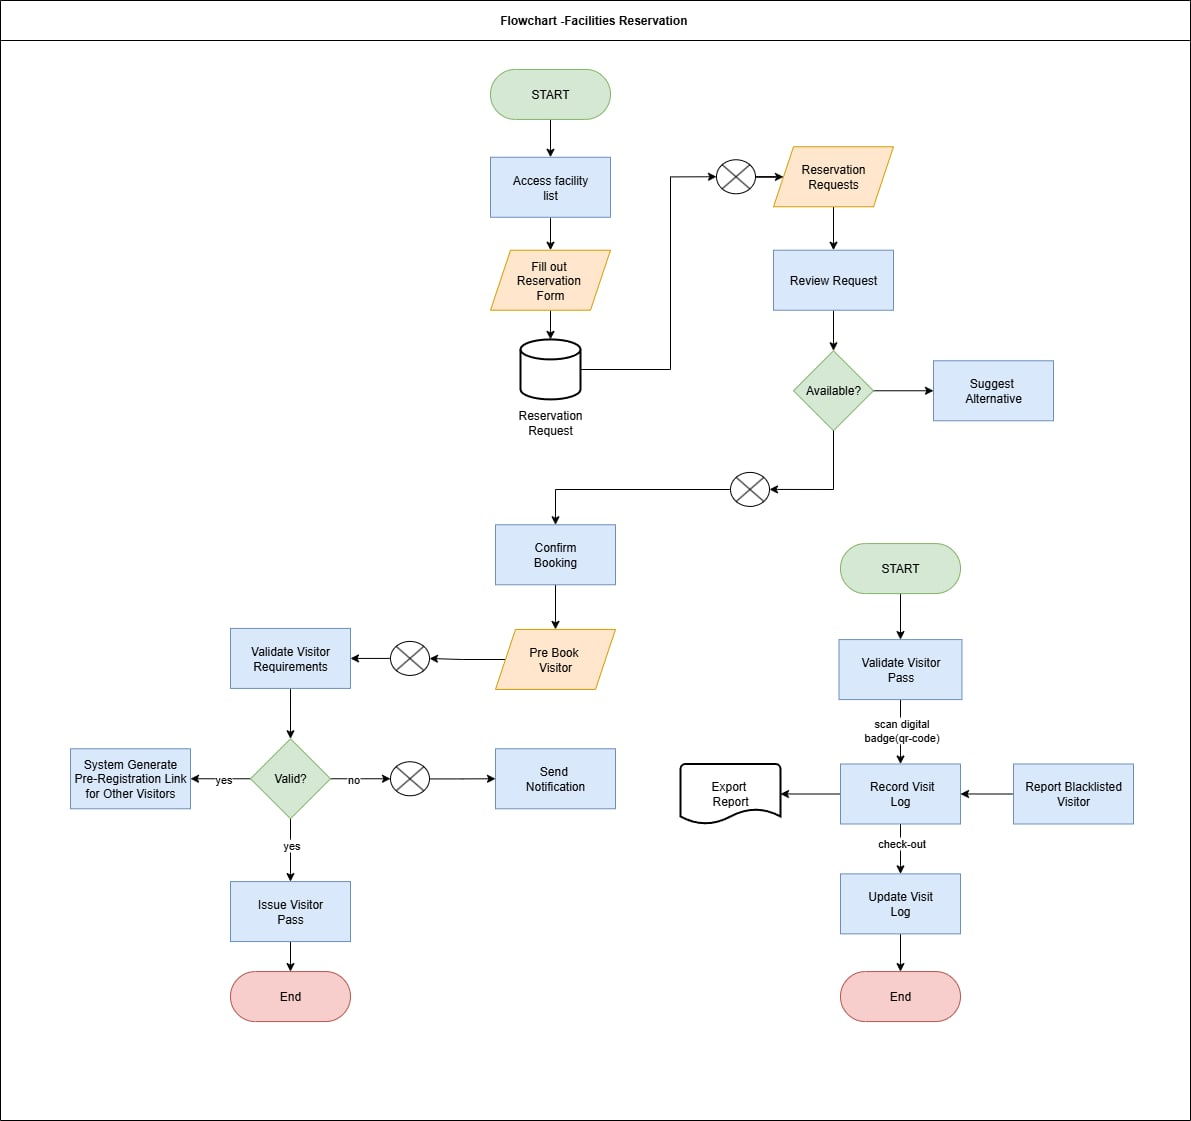 Flowchart -Facilities Reservation
START
Access facility
list
Fill out
Reservation
Form
Reservation
Request
Reservation
Requests
Review Request
Available?
Suggest
Alternative
Confirm
Booking
Pre Book
Visitor
Validate Visitor
Requirements
Valid?
yes
System Generate
Pre-Registration Link
for Other Visitors
no
Send
Notification
yes
Issue Visitor
Pass
End
START
Validate Visitor
Pass
scan digital
badge(qr-code)
Record Visit
Log
Export
Report
Report Blacklisted
Visitor
check-out
Update Visit
Log
End